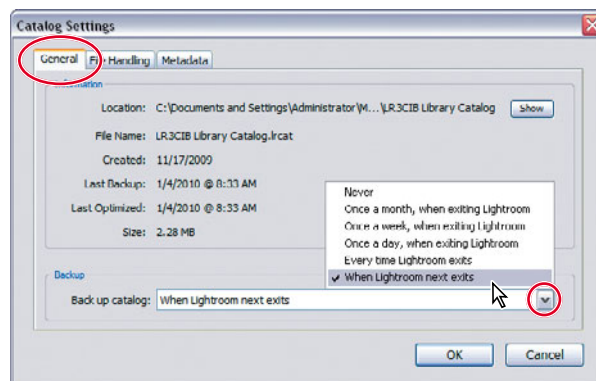 Catalog Settings
General File Handling Metadata
Information
Location: C:\Documents and Settings\Administrator\M...\LR3CIB Library Catalog Show
File Name: LR3CIB Library Catalog.lrcat
Created: 11/17/2009
Last Backup: 1/4/2010 @ 8:33 AM
Last Optimized: 1/4/2010 @ 8:33 AM
Size: 2.28 MB
Never
Once a month, when exiting Lightroom
Once a week, when exiting Lightroom
Once a day, when exiting Lightroom
Every time Lightroom exits
When Lightroom next exits
Backup
Back up catalog: When Lightroom next exits
OK Cancel